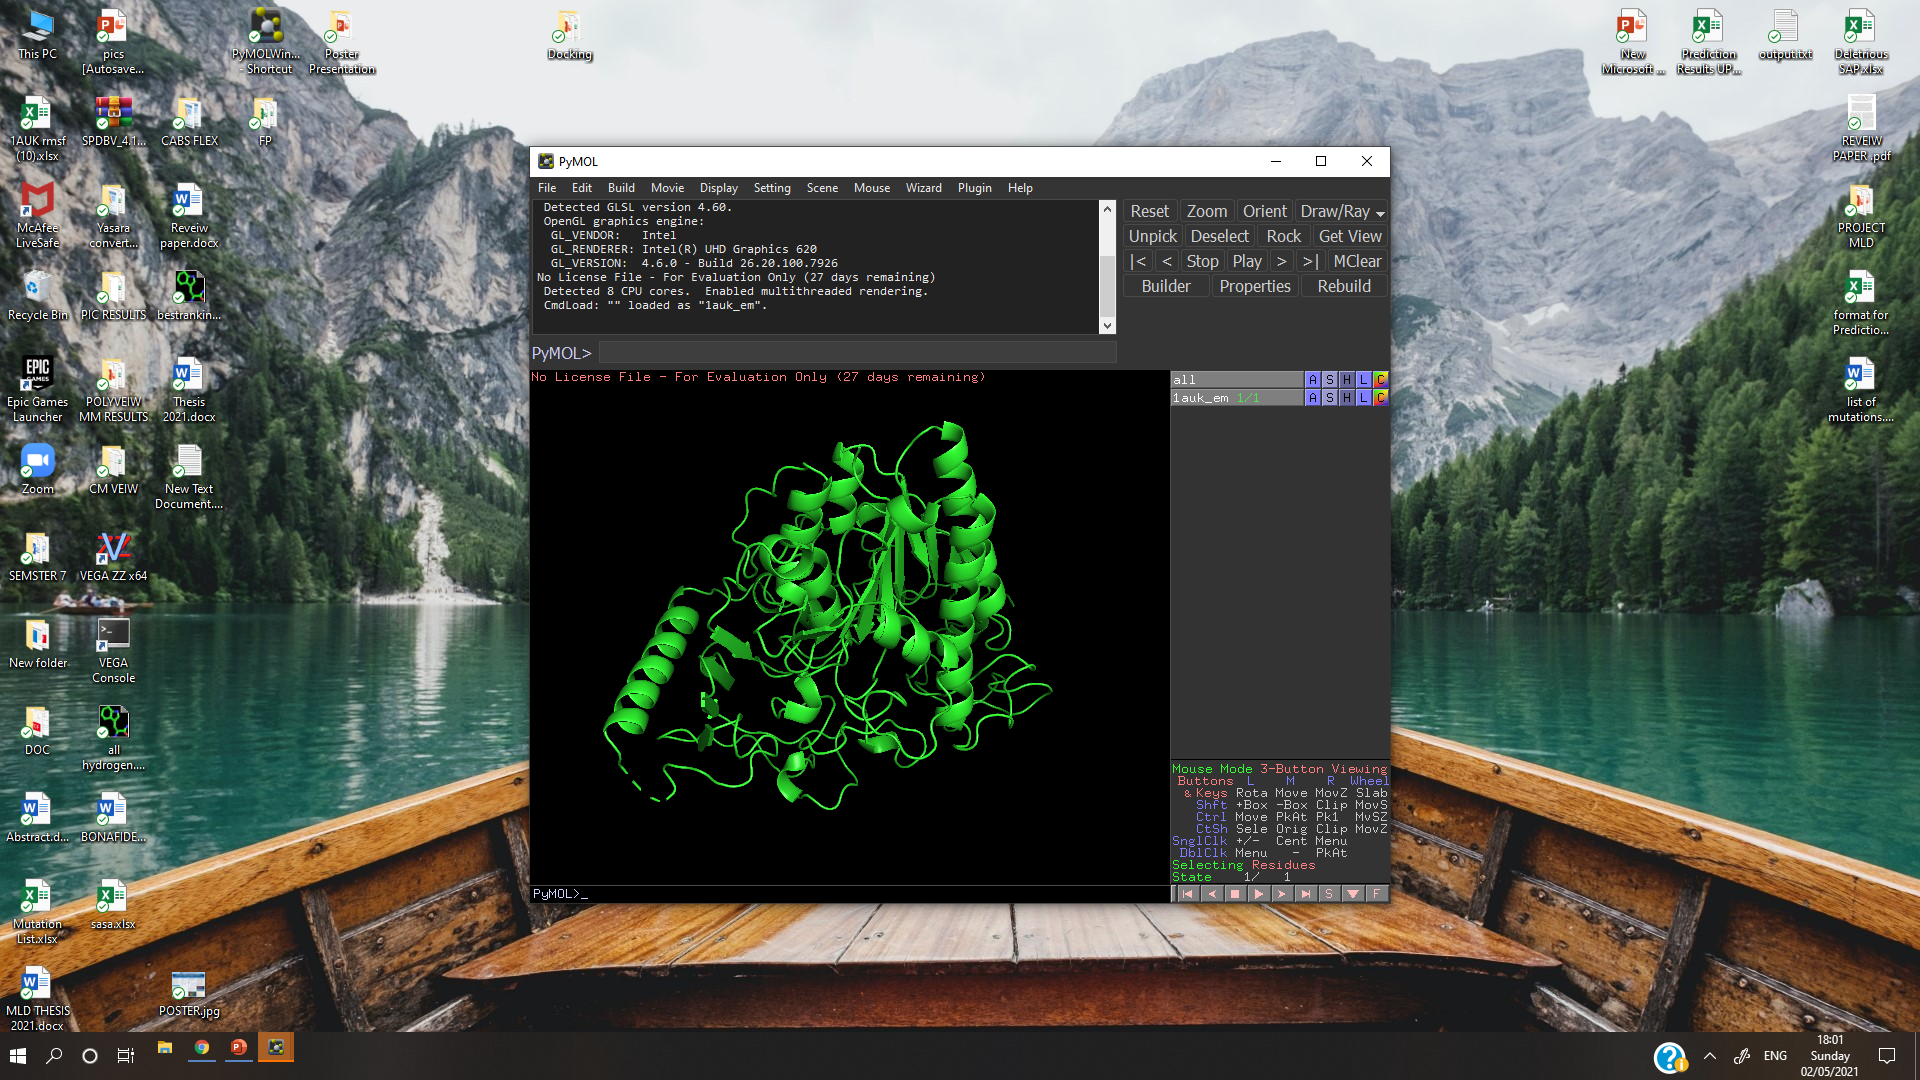 This PC
pics
[Autosave...
PyMOLWin...
- Shortcut
Poster
Presentation
Docking
New
Microsoft ...
Prediction
Results UP...
output.txt
Deletrious
SAP.xlsx
1AUK rmsf
(10).xlsx
SPDBV_4.1...
CABS FLEX
FP
REVEIW
PAPER .pdf
McAfee
LiveSafe
Yasara
convert...
Reveiw
paper.docx
PROJECT
MLD
Recycle Bin
PIC RESULTS
bestrankin...
format for
Predictio...
Epic Games
Launcher
POLYVEIW
MM RESULTS
Thesis
2021.docx
list of
mutations....
Zoom
CM VEIW
New Text
Document....
SEMSTER 7
VEGA ZZ x64
New folder
VEGA
Console
DOC
all
hydrogen....
Abstract.d...
BONAFIDE...
Mutation
List.xlsx
sasa.xlsx
MLD THESIS
2021.docx
POSTER.jpg
PyMOL
File Edit Build Movie Display Setting Scene Mouse Wizard Plugin Help
Detected GLSL version 4.60.
OpenGL graphics engine:
GL_VENDOR: Intel
GL_RENDERER: Intel(R) UHD Graphics 620
GL_VERSION: 4.6.0 - Build 26.20.100.7926
No License File - For Evaluation Only (27 days remaining)
Detected 8 CPU cores. Enabled multithreaded rendering.
CmdLoad: "" loaded as "1auk_em".
PyMOL>
Reset Zoom Orient Draw/Ray
Unpick Deselect Rock Get View
|< < Stop Play > >| MClear
Builder Properties Rebuild
No License File - For Evaluation Only (27 days remaining)
all A S H L C
1auk_em 1/1 A S H L C
Mouse Mode 3-Button Viewing
Buttons L M R Wheel
& Keys Rota Move MovZ Slab
Shft +Box -Box Clip MovS
Ctrl Move PkAt Pk1 MvSZ
CtSh Sele Orig Clip MovZ
SnglClk +/- Cent Menu
DblClk Menu - PkAt
Selecting Residues
State 1/ 1
PyMOL>_
S F
ENG
18:01
Sunday
02/05/2021